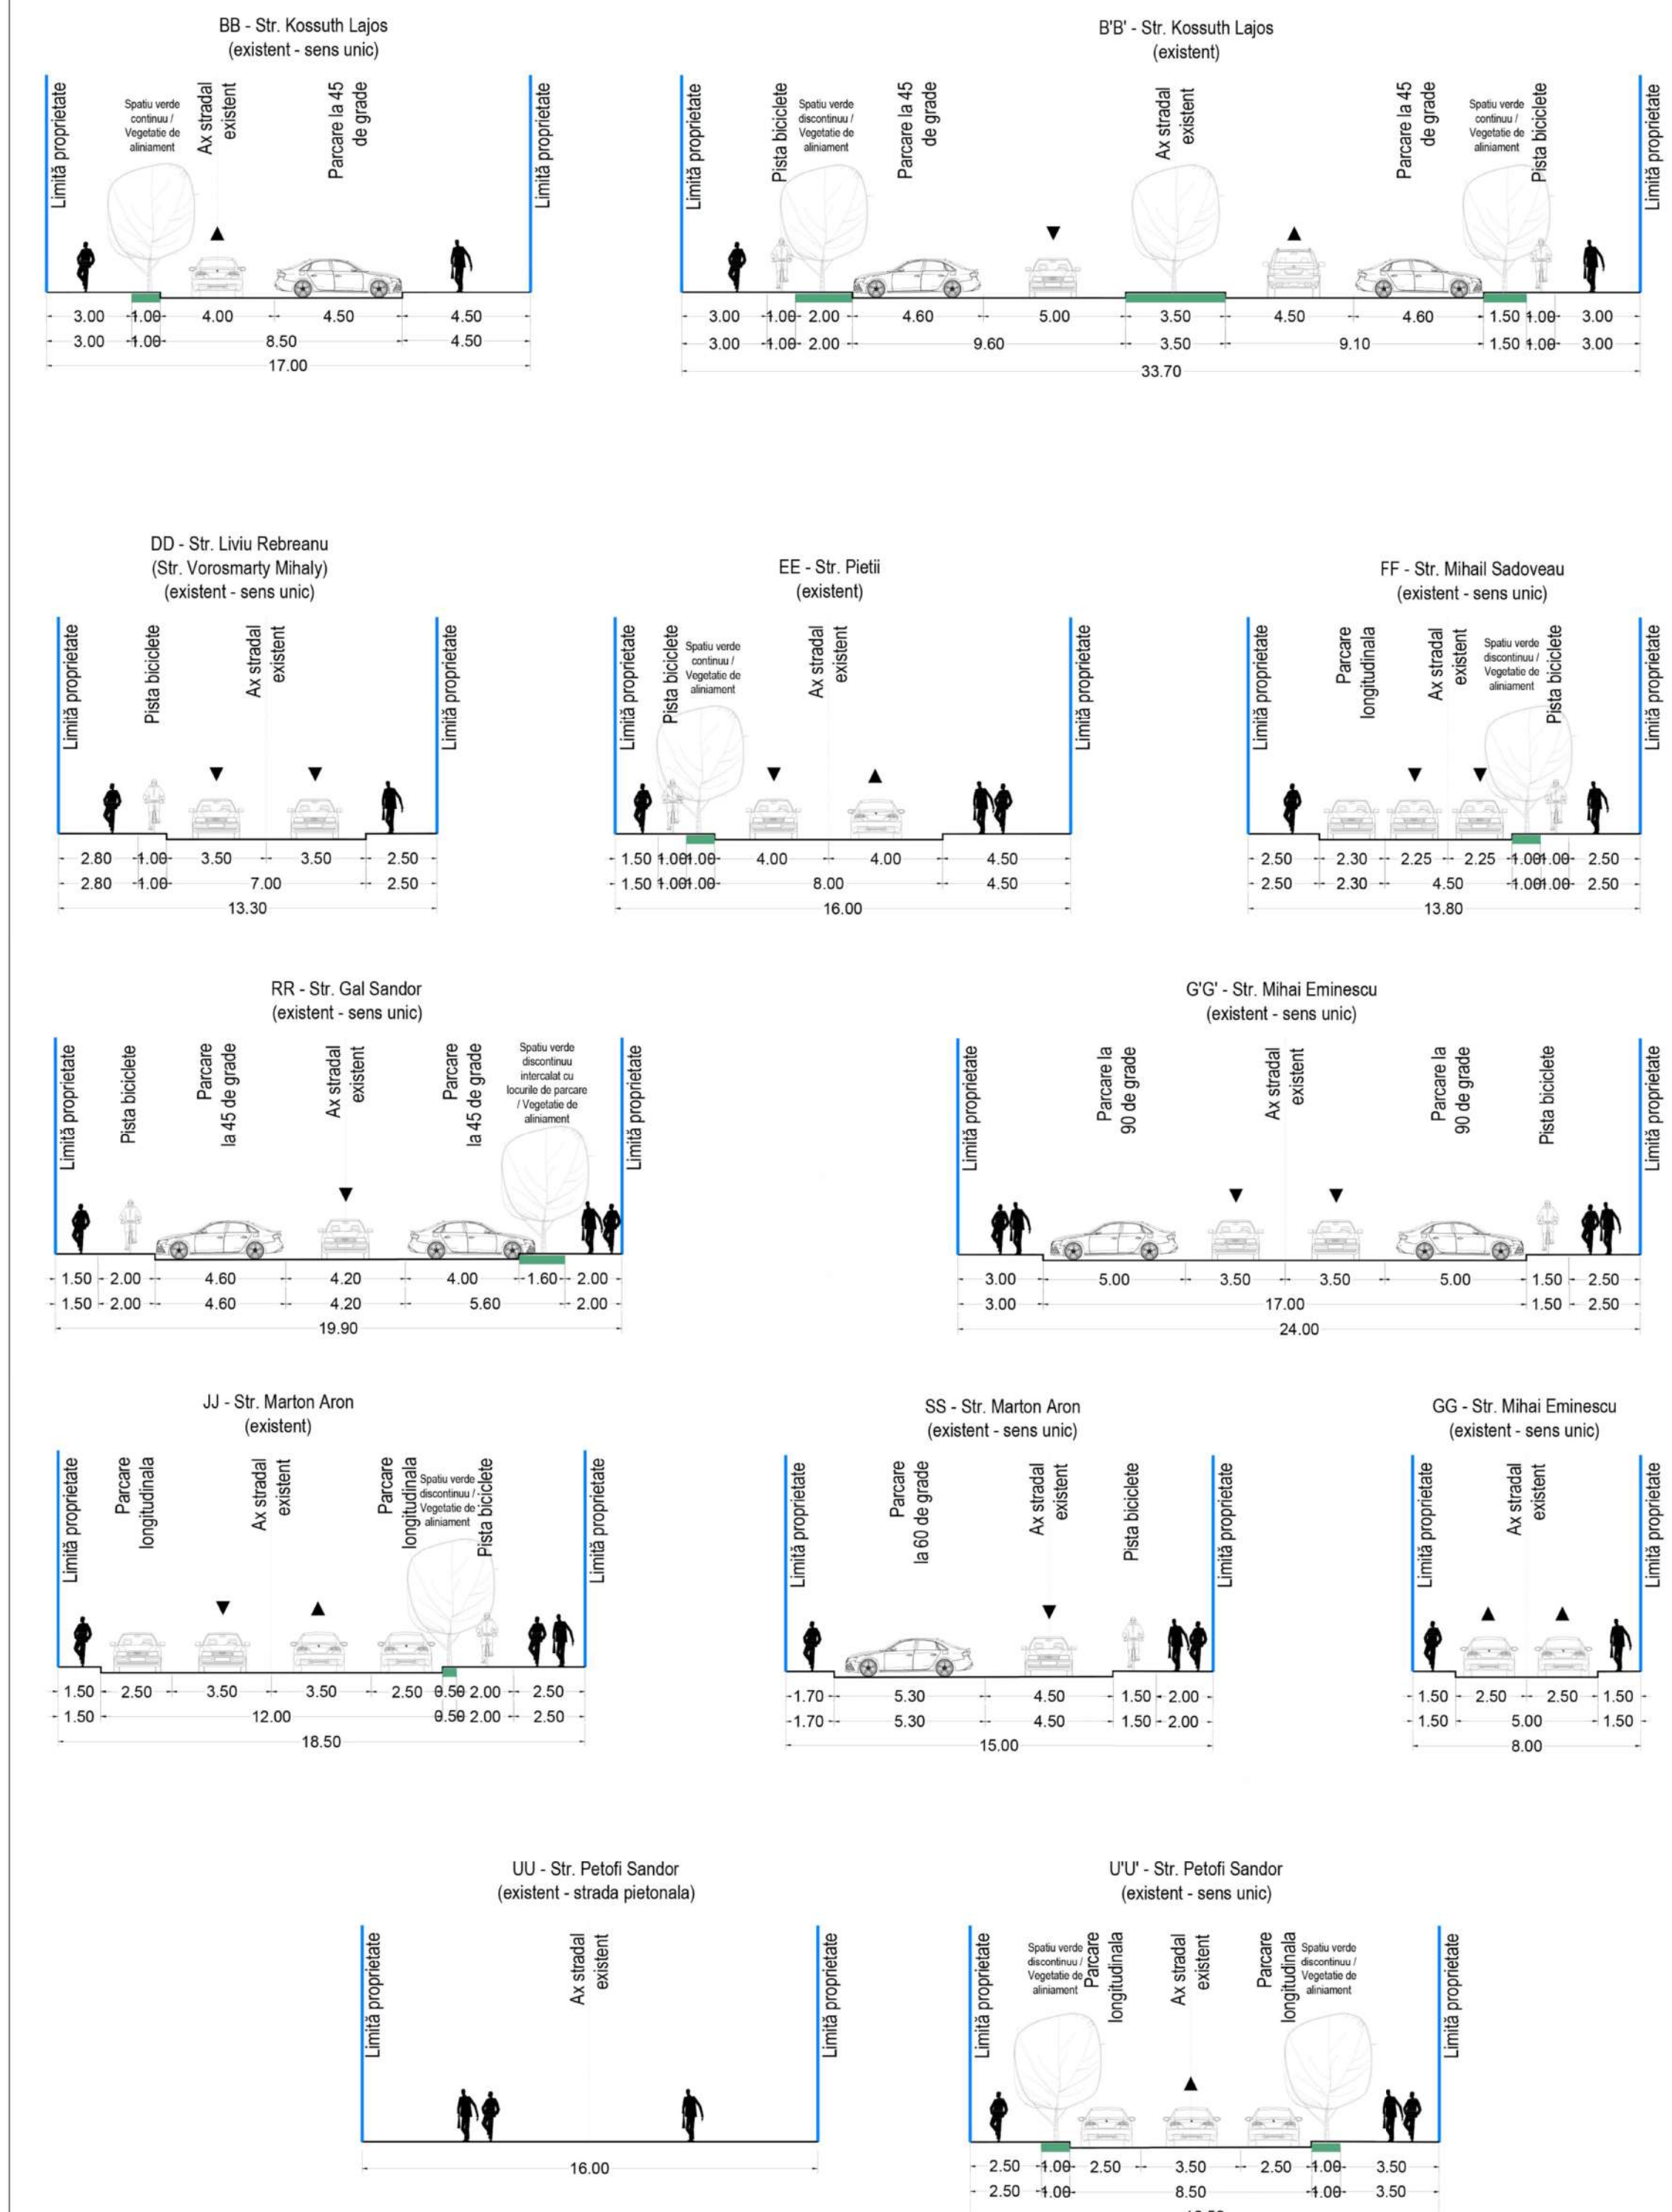 BB - Str. Kossuth Lajos
(existent - sens unic)
Limită proprietate
Spatiu verde
continuu /
Vegetatie de
aliniament
Ax stradal
existent
Parcare la 45
de grade
Limită proprietate
3.00 1.00 4.00 4.50 4.50
3.00 1.00 8.50 4.50
17.00
B'B' - Str. Kossuth Lajos
(existent)
Limită proprietate
Pista biciclete
Spatiu verde
discontinuu /
Vegetatie de
aliniament
Parcare la 45
de grade
Ax stradal
existent
Parcare la 45
de grade
Spatiu verde
continuu /
Vegetatie de
aliniament
Pista biciclete
Limită proprietate
3.00 1.00 2.00 4.60 5.00 3.50 4.50 4.60 1.50 1.00 3.00
3.00 1.00 2.00 9.60 3.50 9.10 1.50 1.00 3.00
33.70
DD - Str. Liviu Rebreanu
(Str. Vorosmarty Mihaly)
(existent - sens unic)
Limită proprietate
Pista biciclete
Ax stradal
existent
Limită proprietate
2.80 1.00 3.50 3.50 2.50
2.80 1.00 7.00 2.50
13.30
EE - Str. Pietii
(existent)
Limită proprietate
Pista biciclete
Spatiu verde
continuu /
Vegetatie de
aliniament
Ax stradal
existent
Limită proprietate
1.50 1.00 1.00 4.00 4.00 4.50
1.50 1.00 1.00 8.00 4.50
16.00
FF - Str. Mihail Sadoveau
(existent - sens unic)
Limită proprietate
Parcare
longitudinala
Ax stradal
existent
Spatiu verde
discontinuu /
Vegetatie de
aliniament
Pista biciclete
Limită proprietate
2.50 2.30 2.25 2.25 1.00 1.00 2.50
2.50 2.30 4.50 1.00 1.00 2.50
13.80
RR - Str. Gal Sandor
(existent - sens unic)
Limită proprietate
Pista biciclete
Parcare
la 45 de grade
Ax stradal
existent
Parcare
la 45 de grade
Spatiu verde
discontinuu
intercalat cu
locurile de parcare
/ Vegetatie de
aliniament
Limită proprietate
1.50 2.00 4.60 4.20 4.00 1.60 2.00
1.50 2.00 4.60 4.20 5.60 2.00
19.90
G'G' - Str. Mihai Eminescu
(existent - sens unic)
Limită proprietate
Parcare la
90 de grade
Ax stradal
existent
Parcare la
90 de grade
Pista biciclete
Limită proprietate
3.00 5.00 3.50 3.50 5.00 1.50 2.50
3.00 17.00 1.50 2.50
24.00
JJ - Str. Marton Aron
(existent)
Limită proprietate
Parcare
longitudinala
Ax stradal
existent
Parcare
longitudinala
Spatiu verde
discontinuu /
Vegetatie de
aliniament
Pista biciclete
Limită proprietate
1.50 2.50 3.50 3.50 2.50 0.50 2.00 2.50
1.50 12.00 0.50 2.00 2.50
18.50
SS - Str. Marton Aron
(existent - sens unic)
Limită proprietate
Parcare
la 60 de grade
Ax stradal
existent
Pista biciclete
Limită proprietate
1.70 5.30 4.50 1.50 2.00
1.70 5.30 4.50 1.50 2.00
15.00
GG - Str. Mihai Eminescu
(existent - sens unic)
Limită proprietate
Ax stradal
existent
Limită proprietate
1.50 2.50 2.50 1.50
1.50 5.00 1.50
8.00
UU - Str. Petofi Sandor
(existent - strada pietonala)
Limită proprietate
Ax stradal
existent
Limită proprietate
16.00
U'U' - Str. Petofi Sandor
(existent - sens unic)
Limită proprietate
Spatiu verde
discontinuu /
Vegetatie de
aliniament
Parcare
longitudinala
Ax stradal
existent
Parcare
longitudinala
Spatiu verde
discontinuu /
Vegetatie de
aliniament
Limită proprietate
2.50 1.00 2.50 3.50 2.50 1.00 3.50
2.50 1.00 8.50 1.00 3.50